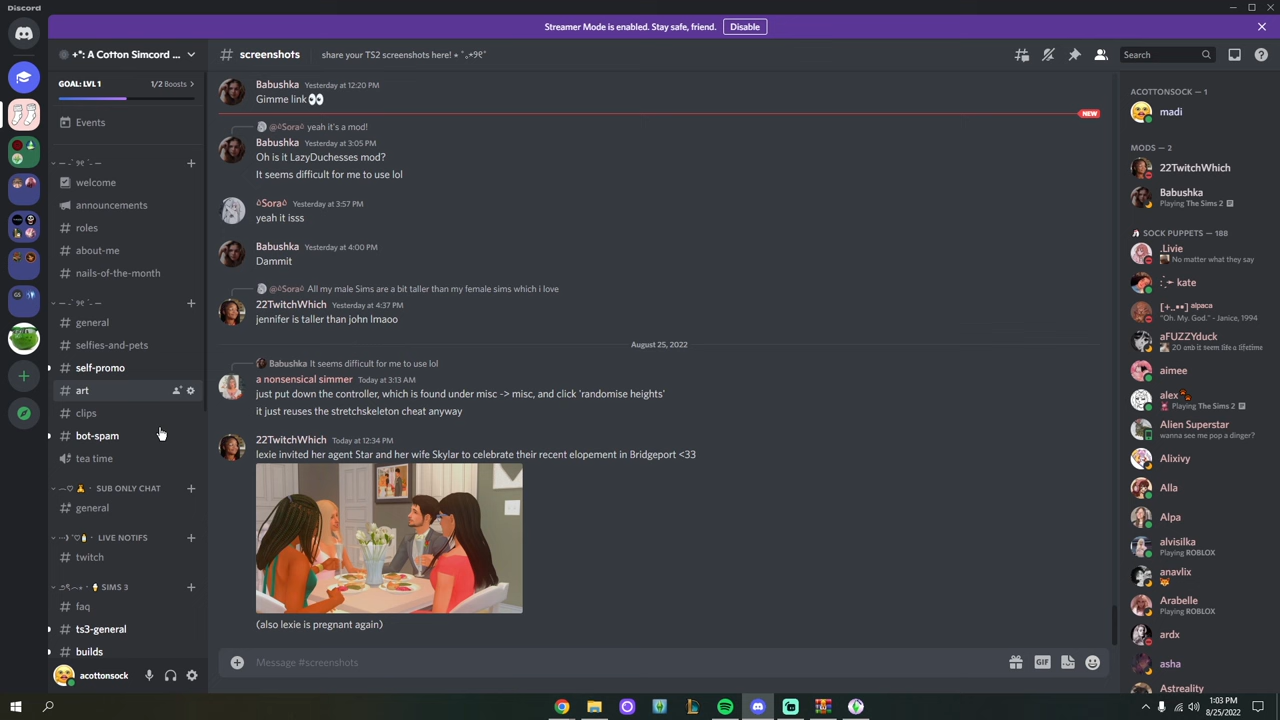 Discord
Streamer Mode is enabled. Stay safe, friend.
Disable
A Cotton Simcord ...
# screenshots
share your TS2 screenshots here!
Search
GOAL: LVL 1
1/2 Boosts
Events
welcome
announcements
roles
about-me
nails-of-the-month
general
selfies-and-pets
self-promo
art
clips
bot-spam
tea time
SUB ONLY CHAT
general
LIVE NOTIFS
twitch
SIMS 3
faq
ts3-general
builds
acottonsock
Babushka Yesterday at 12:20 PM
Gimme link 👀
NEW
@Sora yeah it's a mod!
Babushka Yesterday at 3:05 PM
Oh is it LazyDuchesses mod?
It seems difficult for me to use lol
Sora Yesterday at 3:57 PM
yeah it isss
Babushka Yesterday at 4:00 PM
Dammit
@Sora All my male Sims are a bit taller than my female sims which i love
22TwitchWhich Yesterday at 4:37 PM
jennifer is taller than john lmaoo
August 25, 2022
Babushka It seems difficult for me to use lol
a nonsensical simmer Today at 3:13 AM
just put down the controller, which is found under misc -> misc, and click 'randomise heights'
it just reuses the stretchskeleton cheat anyway
22TwitchWhich Today at 12:34 PM
lexie invited her agent Star and her wife Skylar to celebrate their recent elopement in Bridgeport <33
(also lexie is pregnant again)
Message #screenshots
GIF
ACOTTONSOCK — 1
madi
MODS — 2
22TwitchWhich
Babushka
Playing The Sims 2
SOCK PUPPETS — 188
.Livie
No matter what they say
kate
alpaca
"Oh. My. God." - Janice, 1994
aFUZZYduck
aimee
alex
Playing The Sims 2
Alien Superstar
wanna see me pop a dinger?
Alixivy
Alla
Alpa
alvisilka
Playing ROBLOX
anavlix
Arabelle
Playing ROBLOX
ardx
asha
Astreality
1:03 PM
8/25/2022